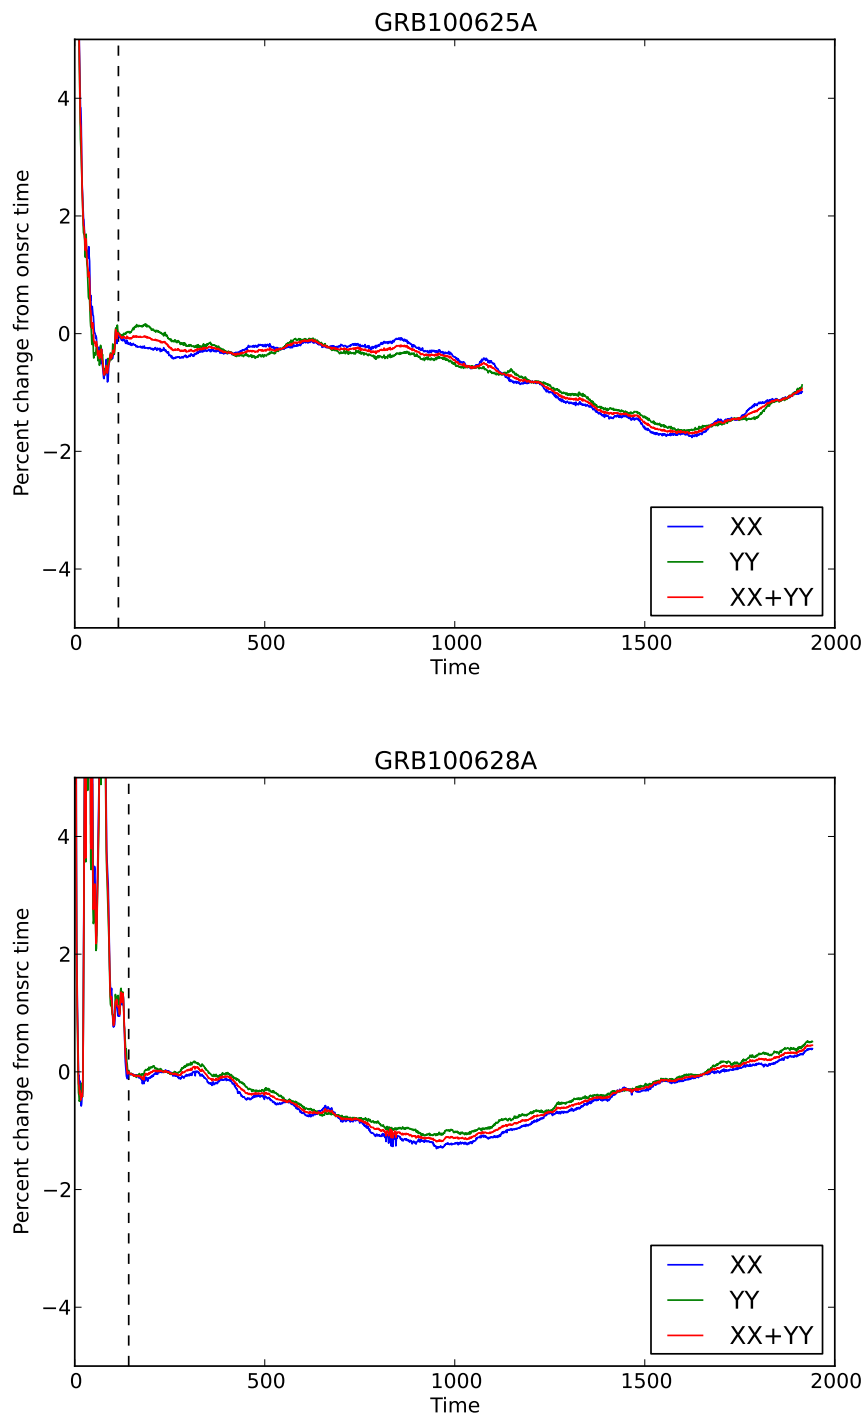 GRB100625A
Percent change from onsrc time
4
2
0
−2
−4
0 500 1000 1500 2000
Time
XX
YY
XX+YY
GRB100628A
Percent change from onsrc time
4
2
0
−2
−4
0 500 1000 1500 2000
Time
XX
YY
XX+YY